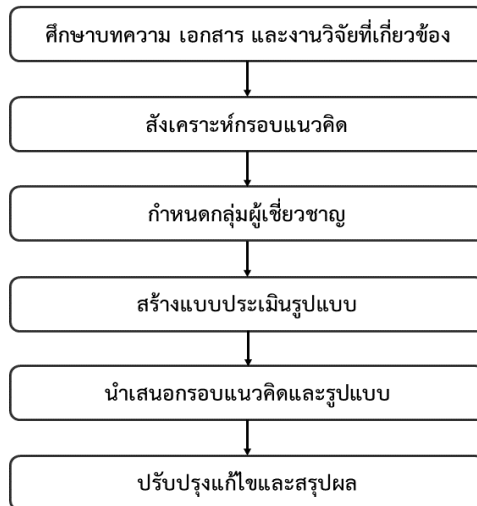 ศึกษาบทความ เอกสาร และงานวิจัยที่เกี่ยวข้อง
สังเคราะห์กรอบแนวคิด
กำหนดกลุ่มผู้เชี่ยวชาญ
สร้างแบบประเมินรูปแบบ
นำเสนอกรอบแนวคิดและรูปแบบ
ปรับปรุงแก้ไขและสรุปผล